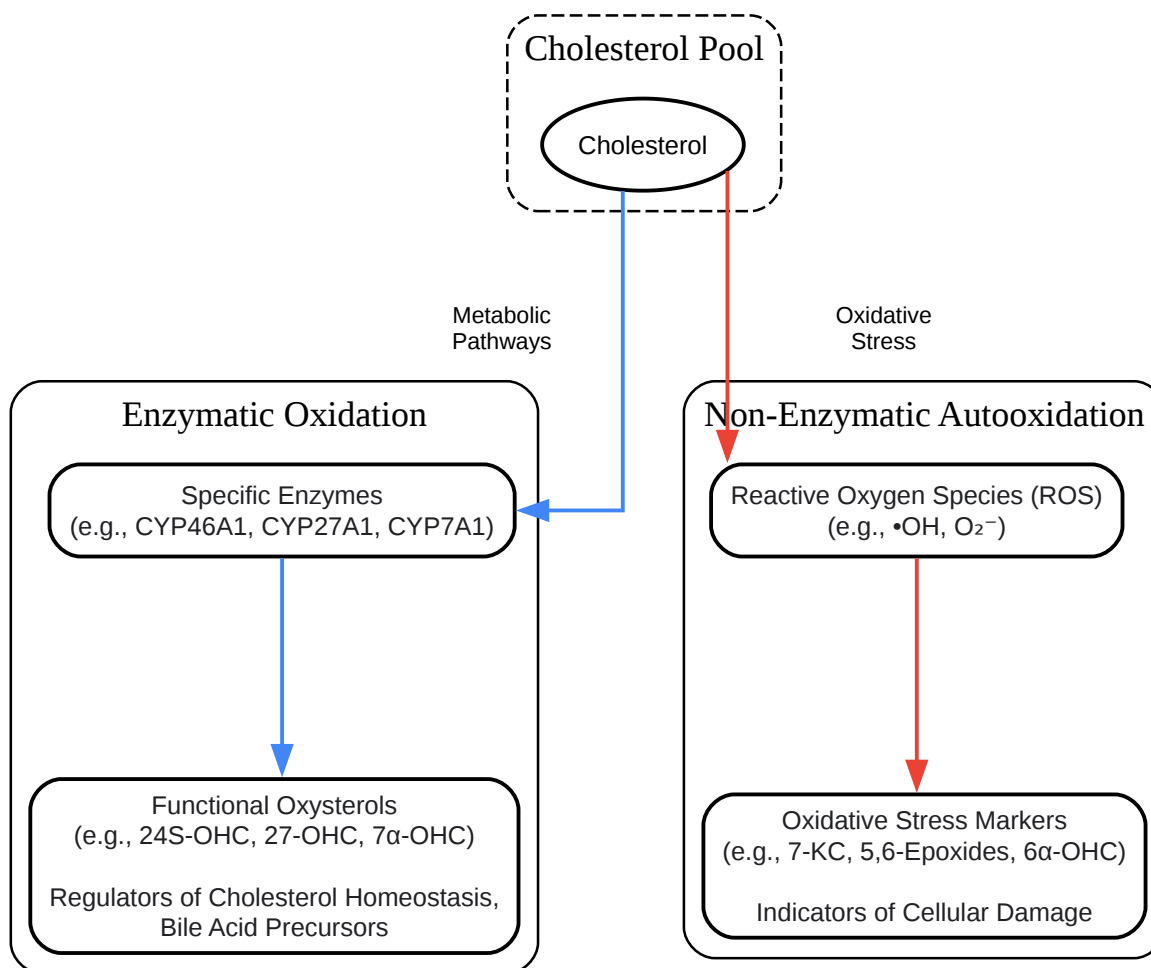 Cholesterol Pool
Cholesterol
Metabolic
Pathways
Oxidative
Stress
Enzymatic Oxidation
Specific Enzymes
(e.g., CYP46A1, CYP27A1, CYP7A1)
Functional Oxysterols
(e.g., 24S-OHC, 27-OHC, 7α-OHC)
Regulators of Cholesterol Homeostasis,
Bile Acid Precursors
Non-Enzymatic Autooxidation
Reactive Oxygen Species (ROS)
(e.g., •OH, O₂⁻)
Oxidative Stress Markers
(e.g., 7-KC, 5,6-Epoxides, 6α-OHC)
Indicators of Cellular Damage